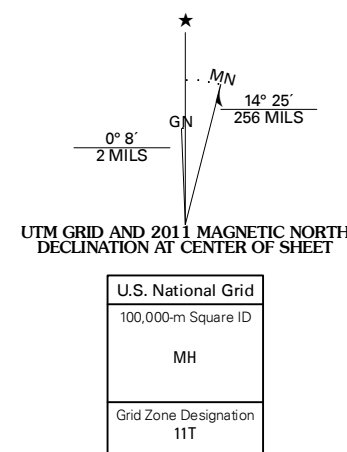 MN
GN
14° 25´
256 MILS
0° 8´
2 MILS
UTM GRID AND 2011 MAGNETIC NORTH
DECLINATION AT CENTER OF SHEET
U.S. National Grid
100,000-m Square ID
MH
Grid Zone Designation
11T